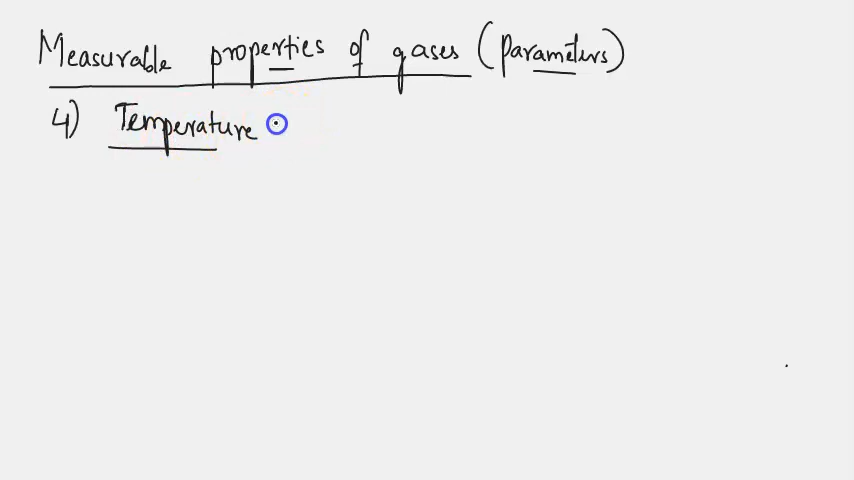 Measurable properties of gases (Parameters)
4) Temperature